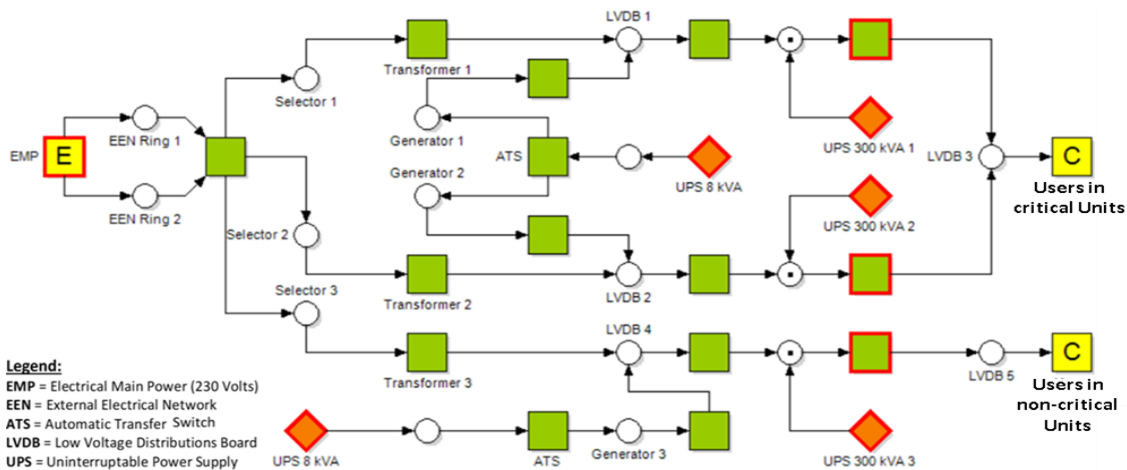 LVDB 1
Transformer 1
Selector 1
EEN Ring 1
EMP
E
Generator 1
ATS
UPS 300 kVA 1
LVDB 3
C
Users in
critical Units
Generator 2
UPS 8 kVA
EEN Ring 2
Selector 2
UPS 300 kVA 2
Transformer 2
LVDB 2
Selector 3
LVDB 4
Transformer 3
LVDB 5
C
Users in
non-critical
Units
UPS 8 kVA
ATS
Generator 3
UPS 300 kVA 3
Legend:
EMP = Electrical Main Power (230 Volts)
EEN = External Electrical Network
ATS = Automatic Transfer Switch
LVDB = Low Voltage Distributions Board
UPS = Uninterruptable Power Supply